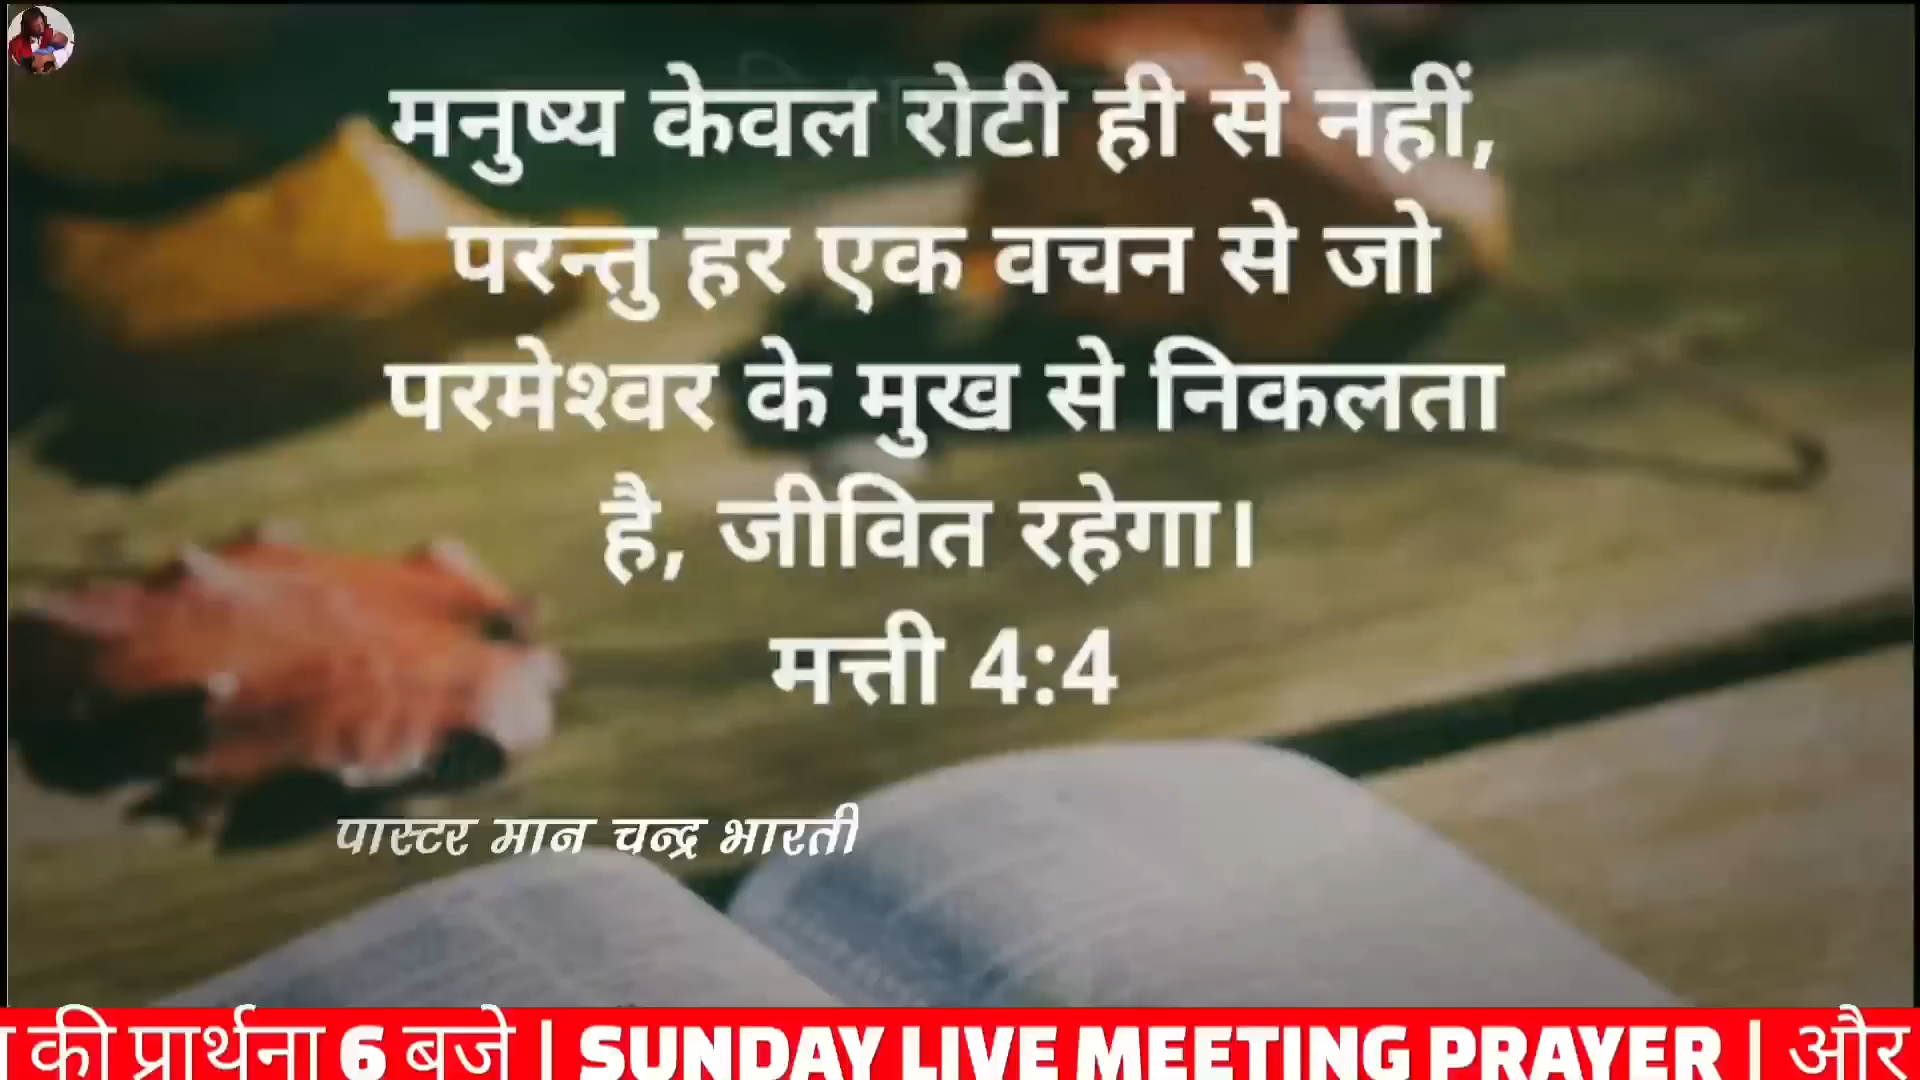 मनुष्य केवल रोटी ही से नहीं,
परन्तु हर एक वचन से जो
परमेश्वर के मुख से निकलता
है, जीवित रहेगा।
मत्ती 4:4
पास्टर मान चन्द्र भारती
की प्रार्थना 6 बजे | SUNDAY LIVE MEETING PRAYER | और